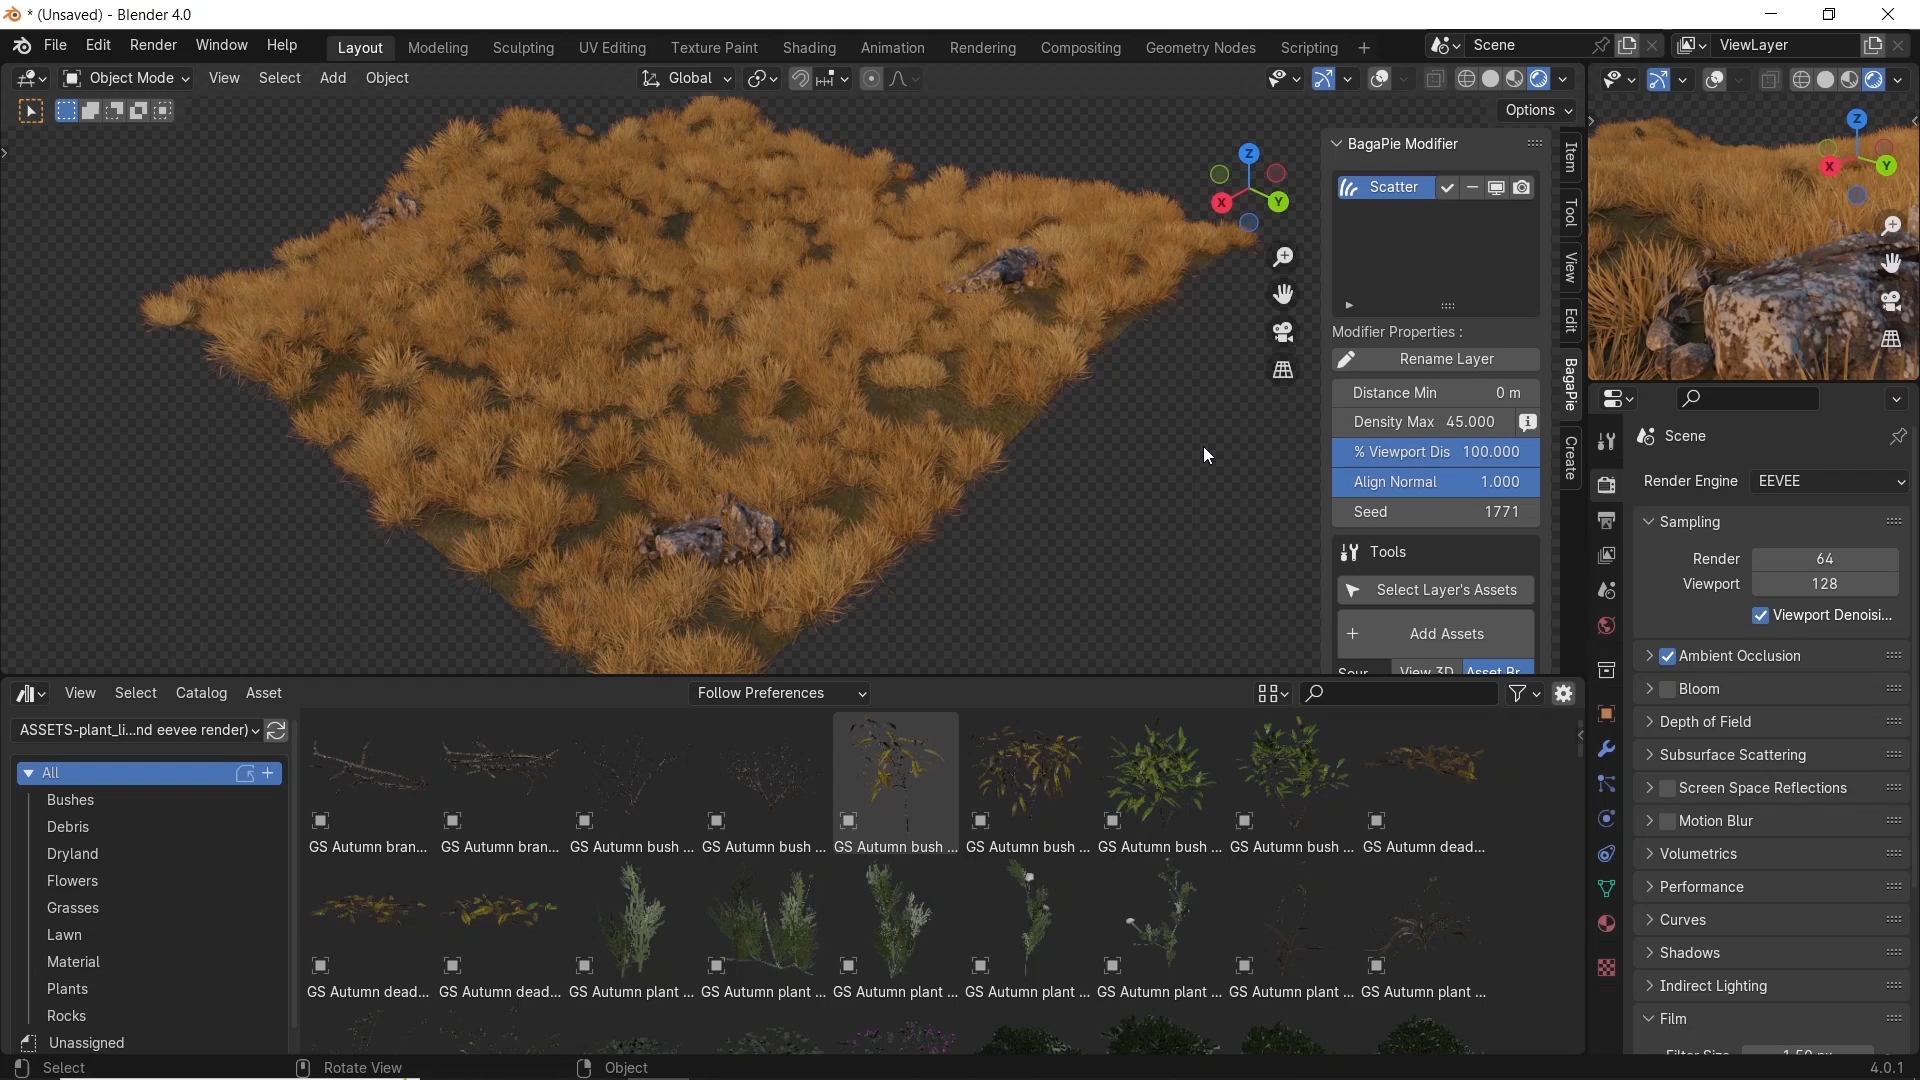 * (Unsaved) - Blender 4.0
File Edit Render Window Help Layout Modeling Sculpting UV Editing Texture Paint Shading Animation Rendering Compositing Geometry Nodes Scripting + Scene ViewLayer
Object Mode View Select Add Object Global
Options
Z
X
Y
BagaPie Modifier
Scatter
Modifier Properties :
Rename Layer
Distance Min 0 m
Density Max 45.000
% Viewport Dis 100.000
Align Normal 1.000
Seed 1771
Tools
Select Layer's Assets
Add Assets
View 3D Asset Br
Item
Tool
View
Edit
BagaPie
Create
Z
X
Y
Scene
Render Engine EEVEE
Sampling
Render 64
Viewport 128
Viewport Denoisi...
Ambient Occlusion
Bloom
Depth of Field
Subsurface Scattering
Screen Space Reflections
Motion Blur
Volumetrics
Performance
Curves
Shadows
Indirect Lighting
Film
Filter Size 1.50 px
View Select Catalog Asset Follow Preferences
ASSETS-plant_li...nd eevee render)
All
Bushes
Debris
Dryland
Flowers
Grasses
Lawn
Material
Plants
Rocks
Unassigned
GS Autumn bran... GS Autumn bran... GS Autumn bush ... GS Autumn bush ... GS Autumn bush ... GS Autumn bush ... GS Autumn bush ... GS Autumn bush ... GS Autumn dead...
GS Autumn dead... GS Autumn dead... GS Autumn plant ... GS Autumn plant ... GS Autumn plant ... GS Autumn plant ... GS Autumn plant ... GS Autumn plant ... GS Autumn plant ...
Select Rotate View Object 4.0.1